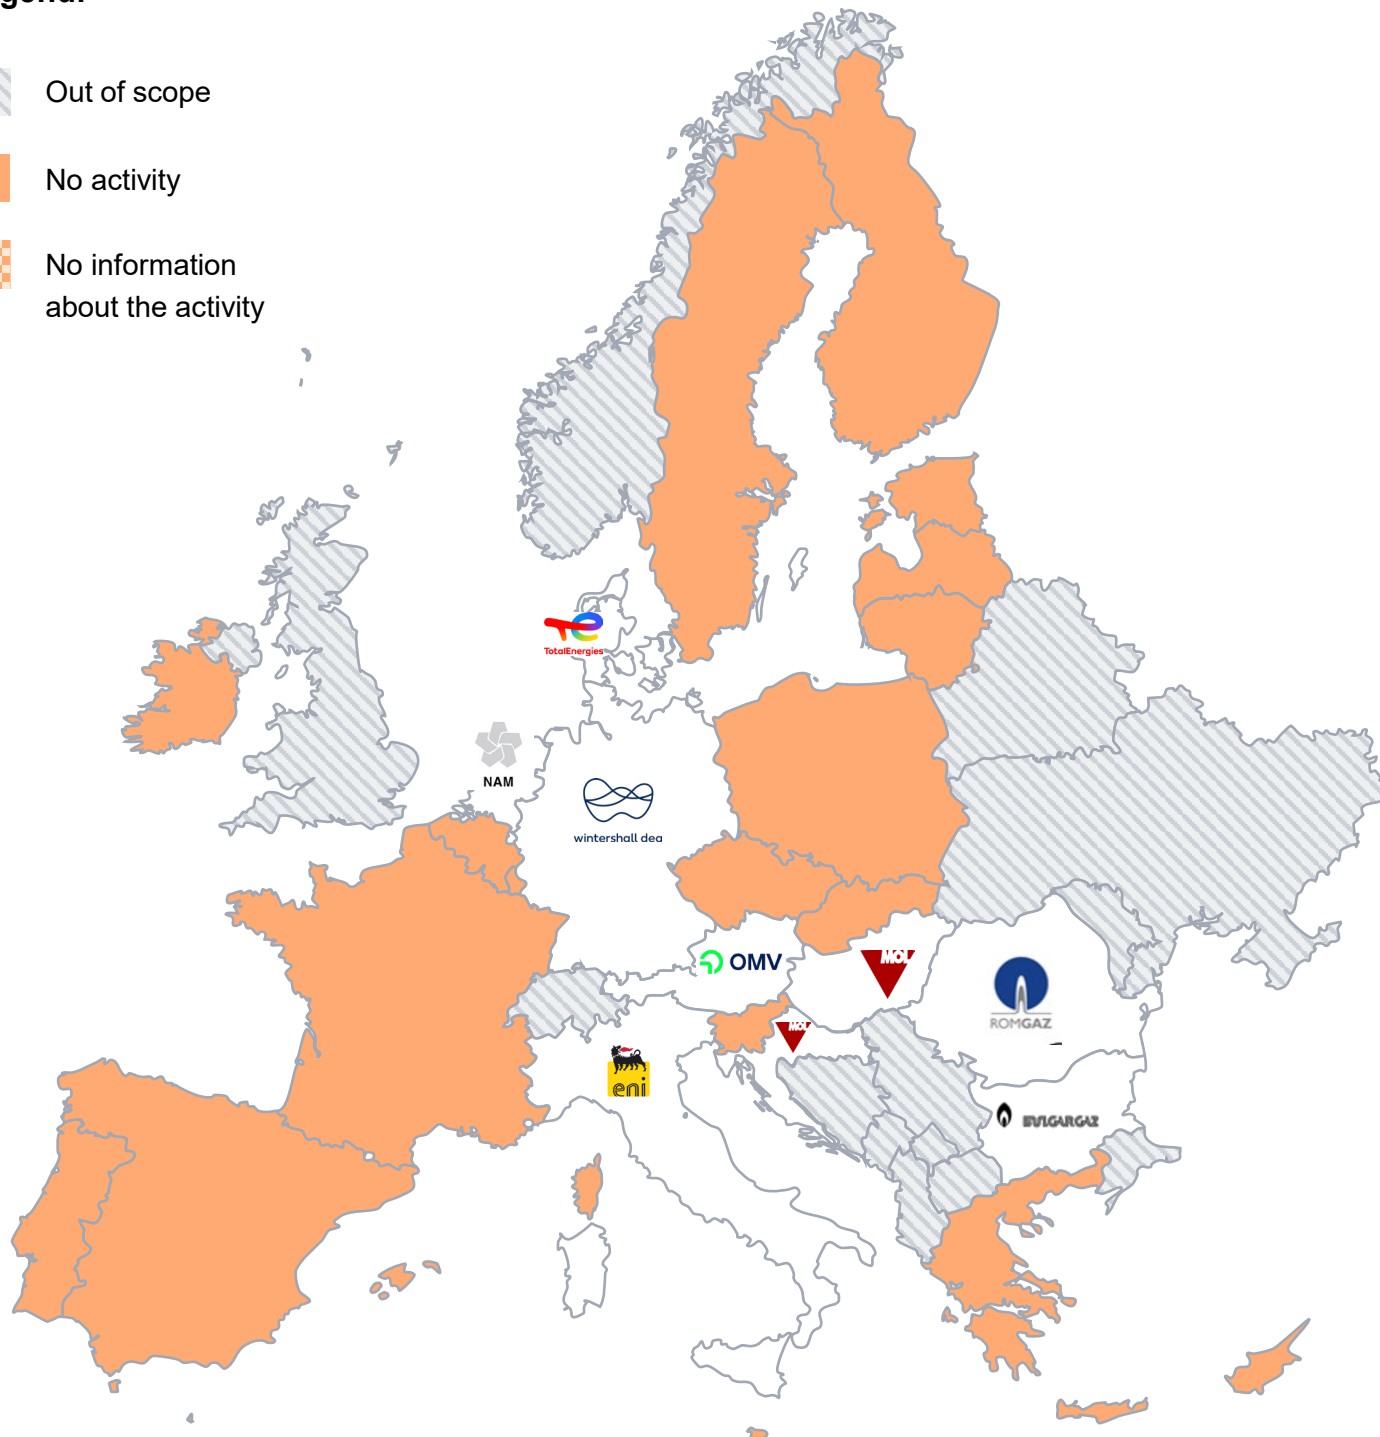 Out of scope
No activity
No information
about the activity
TotalEnergies
NAM
wintershall dea
OMV
MOL
ROMGAZ
MOL
eni
BULGARGAZ